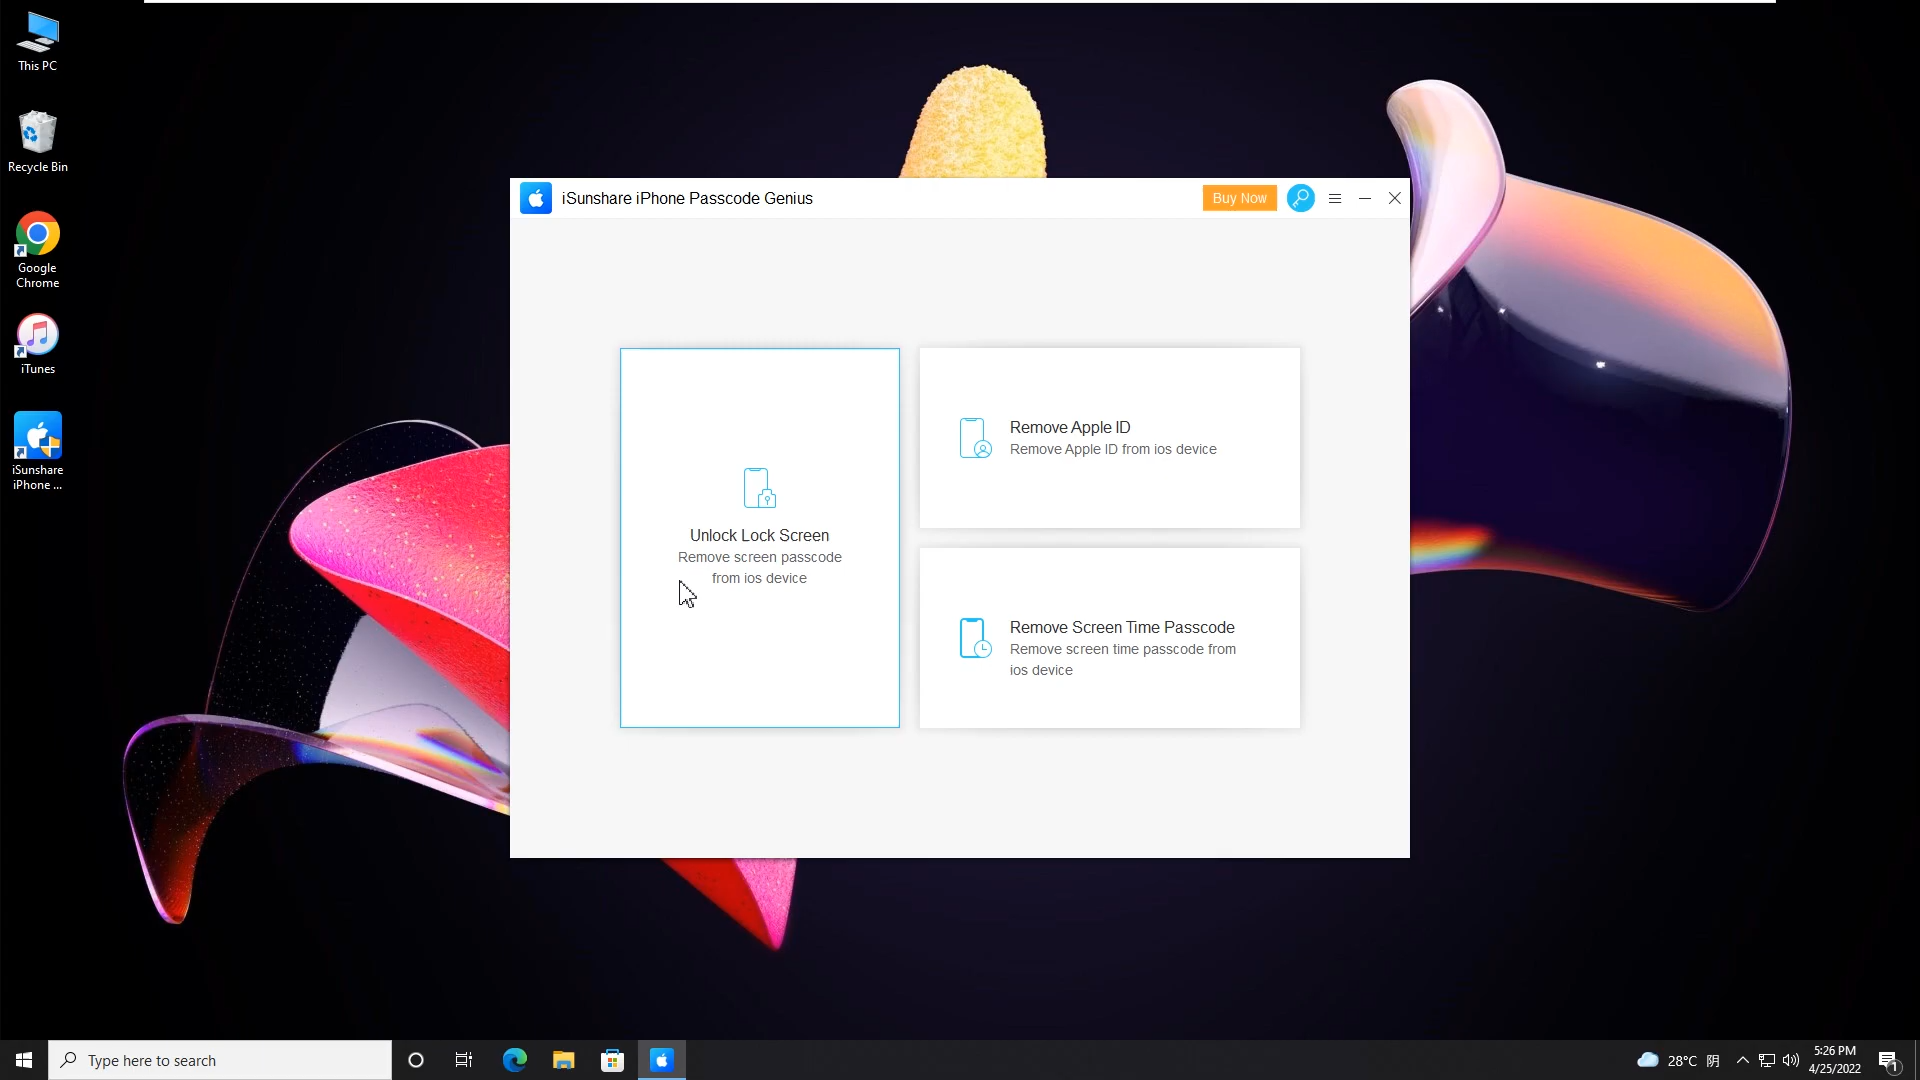 This PC
Recycle Bin
Google
Chrome
iTunes
iSunshare
iPhone ...
iSunshare iPhone Passcode Genius
Buy Now
Unlock Lock Screen
Remove screen passcode
from ios device
Remove Apple ID
Remove Apple ID from ios device
Remove Screen Time Passcode
Remove screen time passcode from
ios device
Type here to search
28°C 阴
5:26 PM
4/25/2022
1